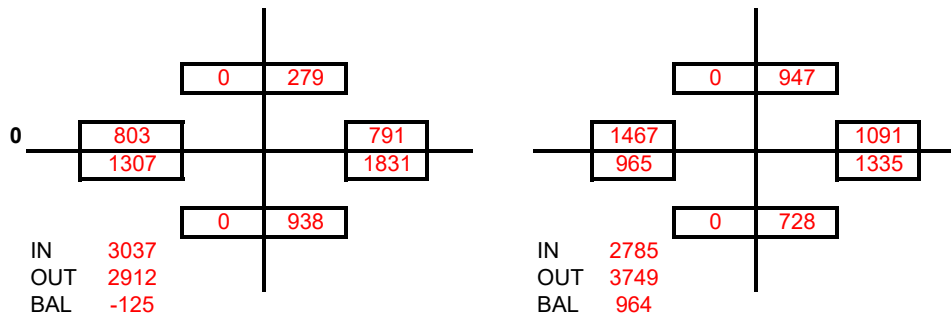 0 279 0 947
0 803 791 1467 1091
1307 1831 965 1335
0 938 0 728
IN 3037 IN 2785
OUT 2912 OUT 3749
BAL -125 BAL 964